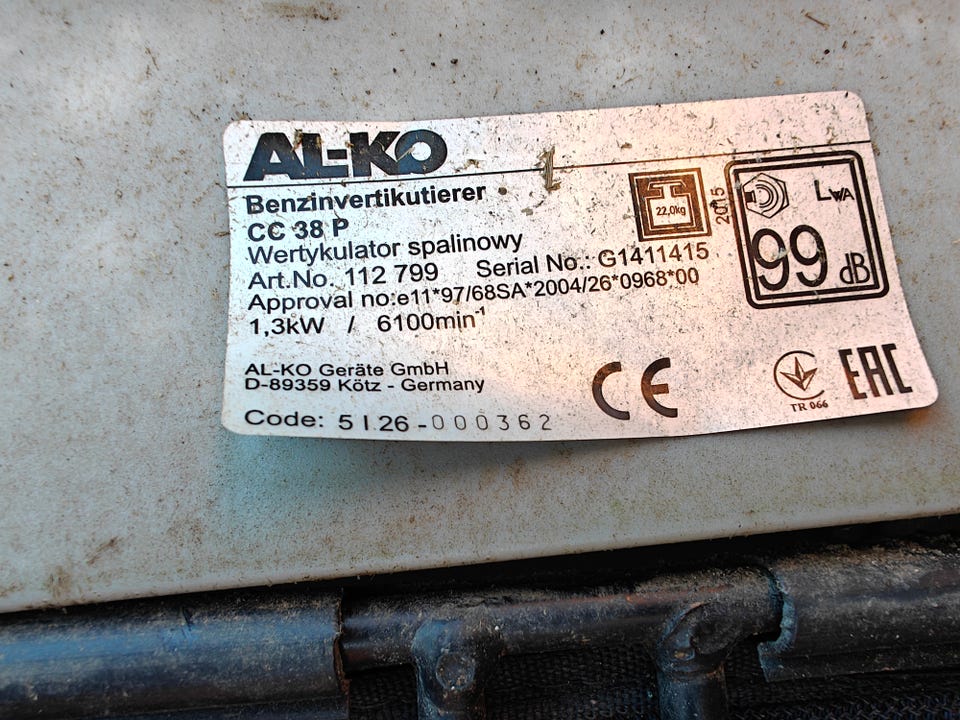 AL-KO
Benzinvertikutierer
CC 38 P
Wertykulator spalinowy
Art.No. 112 799 Serial No.: G1411415
Approval no:e11*97/68SA*2004/26*0968*00
1,3kW / 6100min⁻¹
22,0kg
2015
LWA
99 dB
AL-KO Geräte GmbH
D-89359 Kötz - Germany
Code: 5 I 26 - 000362
CE
TR 066
EAC